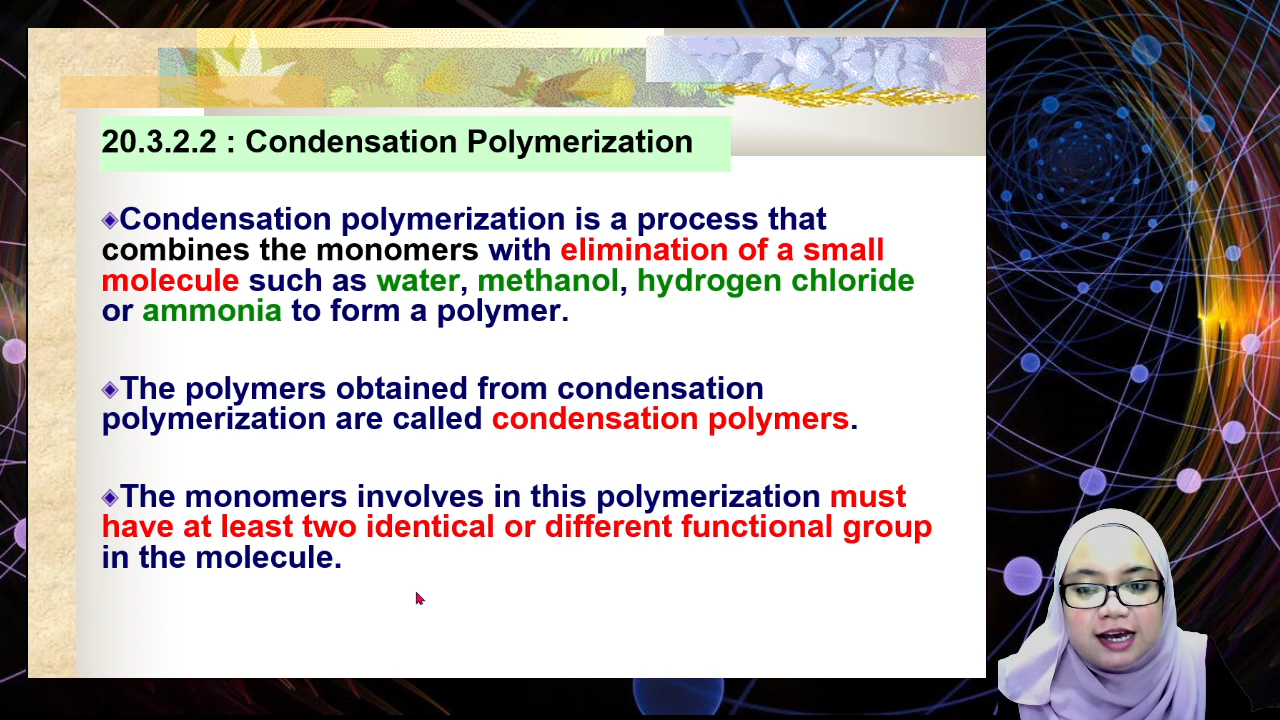 20.3.2.2 : Condensation Polymerization
Condensation polymerization is a process that
combines the monomers with elimination of a small
molecule such as water, methanol, hydrogen chloride
or ammonia to form a polymer.
The polymers obtained from condensation
polymerization are called condensation polymers.
The monomers involves in this polymerization must
have at least two identical or different functional group
in the molecule.